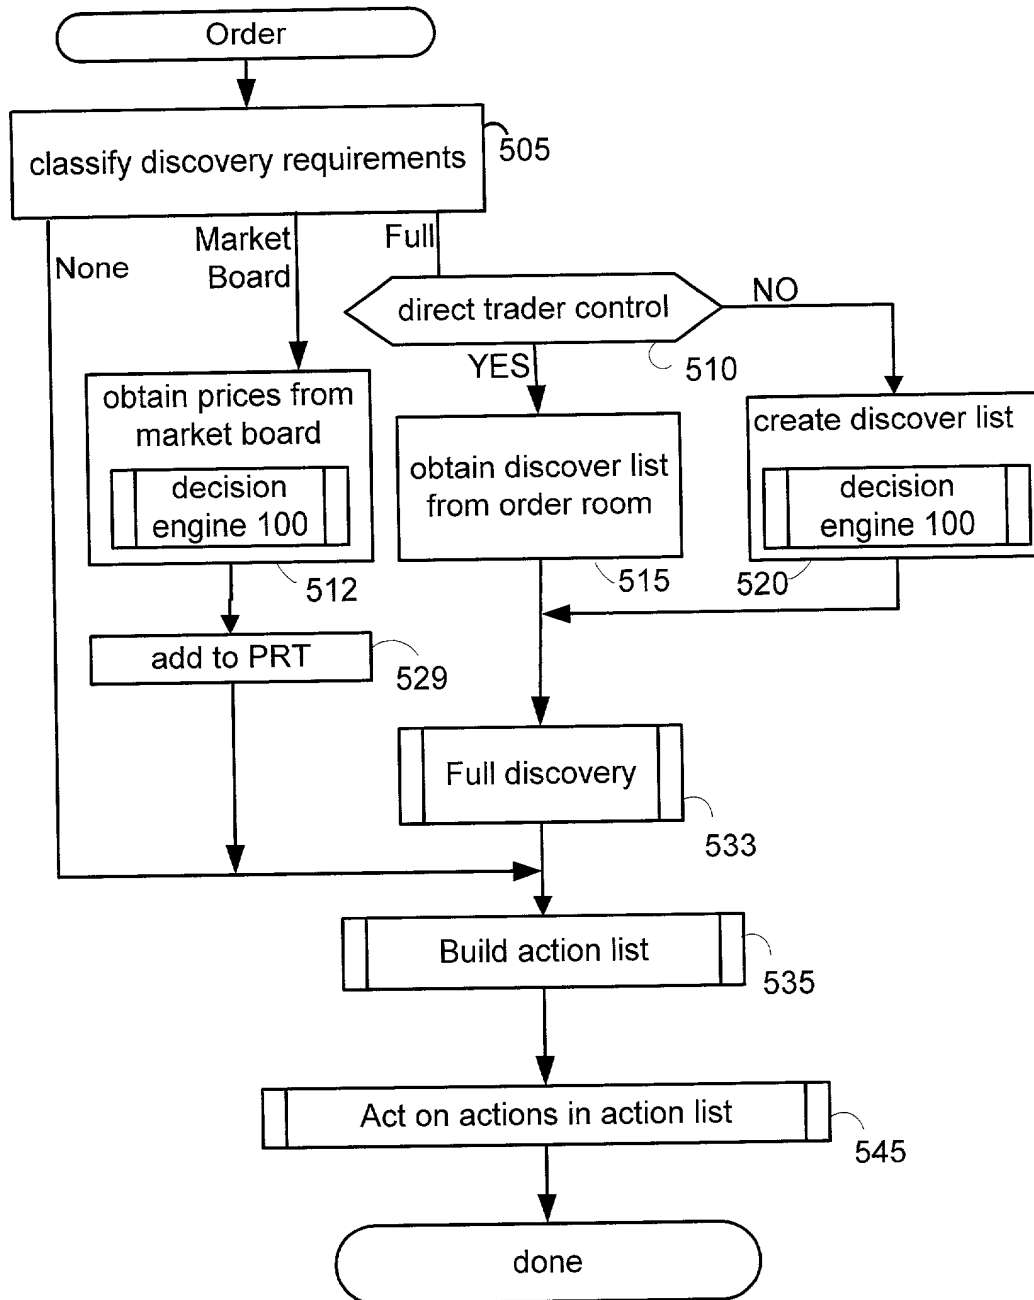 Order
classify discovery requirements
505
None
Market
Board
Full
direct trader control
NO
YES
510
obtain prices from
market board
decision
engine 100
512
obtain discover list
from order room
515
create discover list
decision
engine 100
520
add to PRT
529
Full discovery
533
Build action list
535
Act on actions in action list
545
done